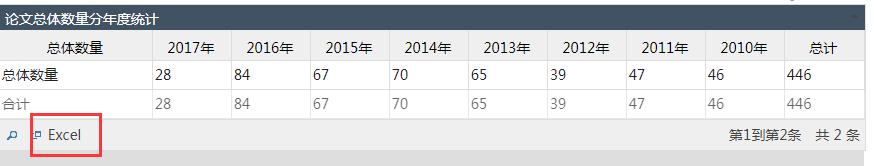 论文总体数量分年度统计
总体数量 2017年 2016年 2015年 2014年 2013年 2012年 2011年 2010年 总计
总体数量 28 84 67 70 65 39 47 46 446
合计 28 84 67 70 65 39 47 46 446
Excel 第1到第2条 共 2 条